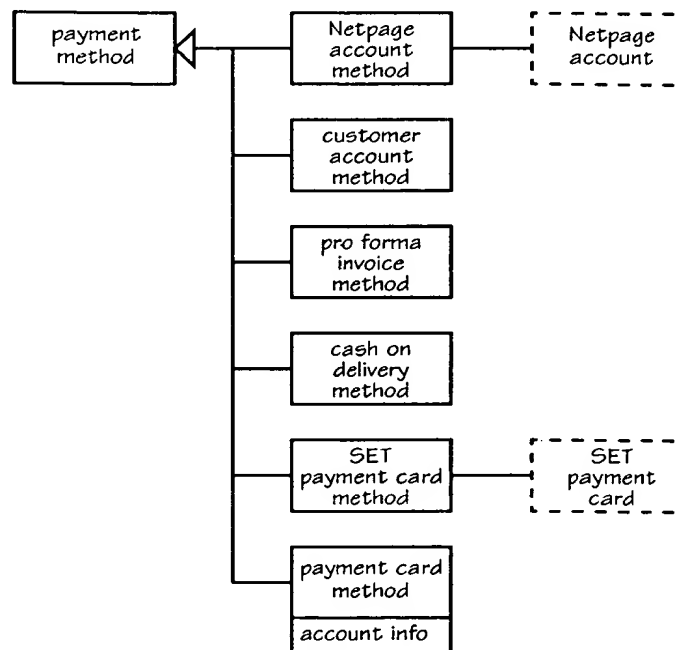 payment
method
Netpage
account
method
Netpage
account
customer
account
method
pro forma
invoice
method
cash on
delivery
method
SET
payment card
method
SET
payment
card
payment card
method
account info